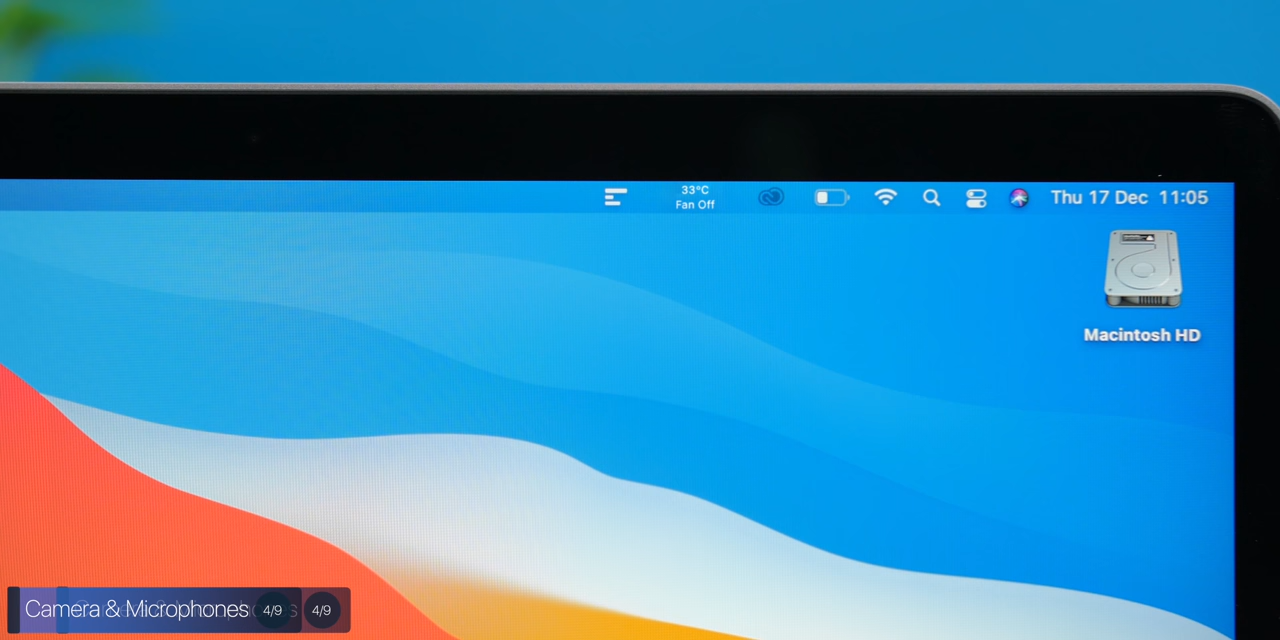 33°C
Fan Off
Thu 17 Dec 11:05
Macintosh HD
Camera & Microphones 4/9 4/9